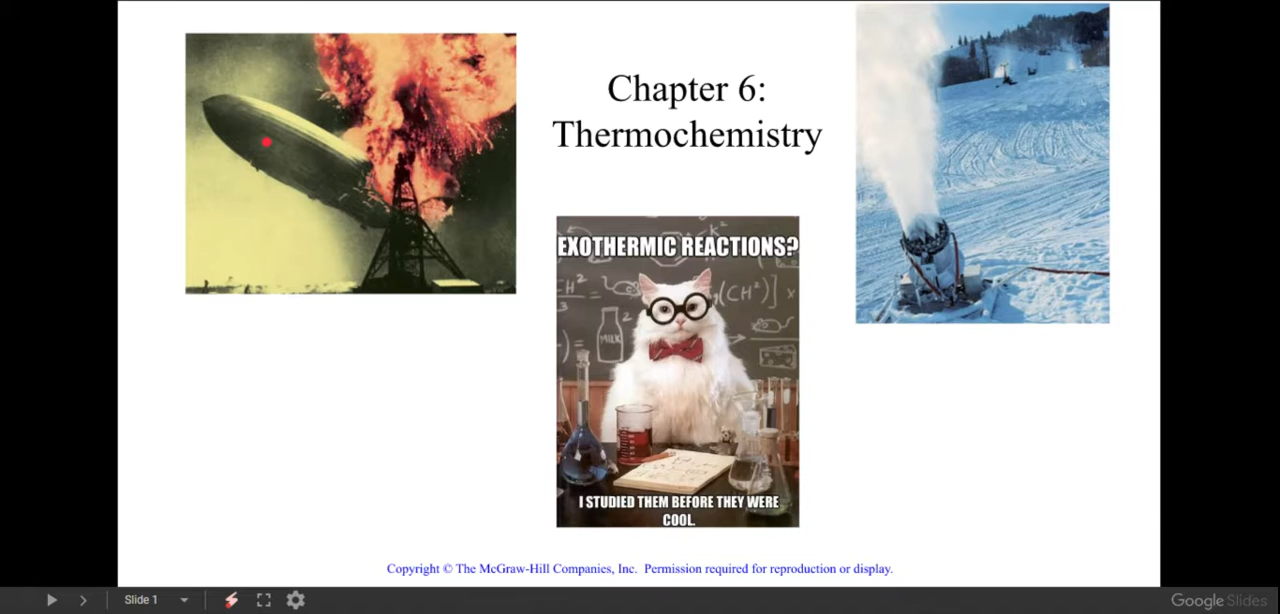 Chapter 6:
Thermochemistry
EXOTHERMIC REACTIONS?
MILK
I STUDIED THEM BEFORE THEY WERE
COOL.
Copyright © The McGraw-Hill Companies, Inc. Permission required for reproduction or display.
Slide 1
Google Slides